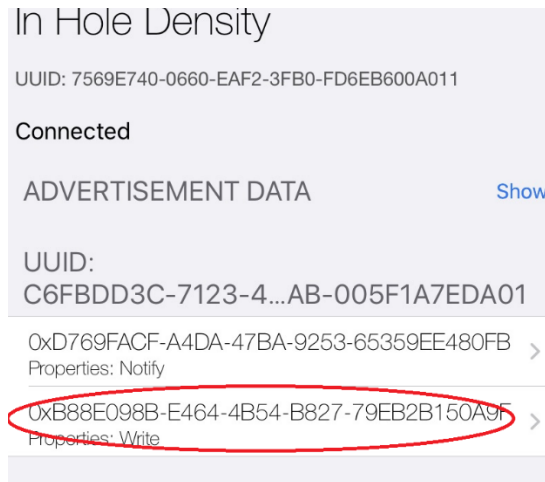 In Hole Density
UUID: 7569E740-0660-EAF2-3FB0-FD6EB600A011
Connected
ADVERTISEMENT DATA Show
UUID:
C6FBDD3C-7123-4...AB-005F1A7EDA01
0xD769FACF-A4DA-47BA-9253-65359EE480FB
Properties: Notify
0xB88E098B-E464-4B54-B827-79EB2B150A9F
Properties: Write